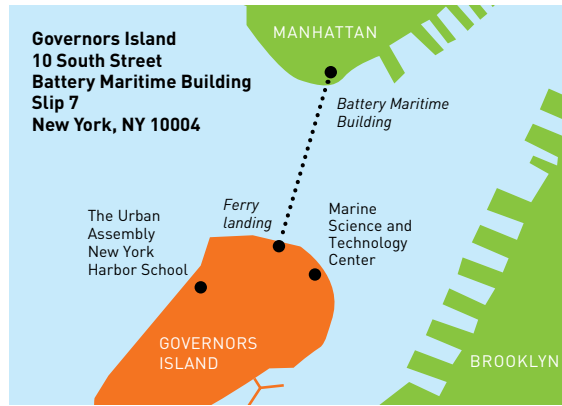 Governors Island
10 South Street
Battery Maritime Building
Slip 7
New York, NY 10004
MANHATTAN
Battery Maritime
Building
Ferry
landing
The Urban
Assembly
New York
Harbor School
Marine
Science and
Technology
Center
GOVERNORS
ISLAND
BROOKLYN